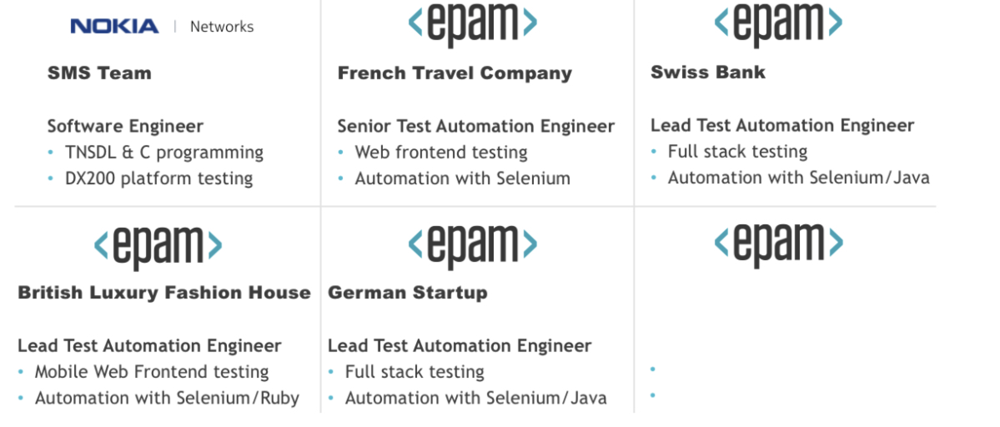 NOKIA | Networks
SMS Team
Software Engineer
• TNSDL & C programming
• DX200 platform testing
<epam>
French Travel Company
Senior Test Automation Engineer
• Web frontend testing
• Automation with Selenium
<epam>
Swiss Bank
Lead Test Automation Engineer
• Full stack testing
• Automation with Selenium/Java
<epam>
British Luxury Fashion House
Lead Test Automation Engineer
• Mobile Web Frontend testing
• Automation with Selenium/Ruby
<epam>
German Startup
Lead Test Automation Engineer
• Full stack testing
• Automation with Selenium/Java
<epam>
•
•